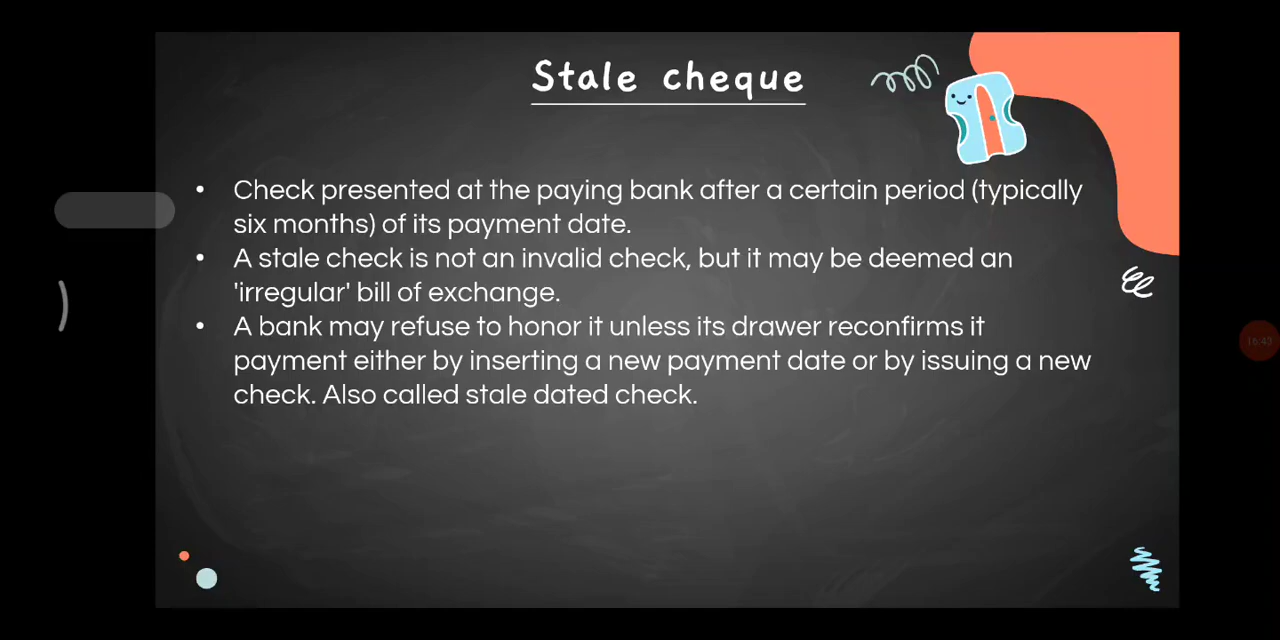 Stale cheque
• Check presented at the paying bank after a certain period (typically
six months) of its payment date.
• A stale check is not an invalid check, but it may be deemed an
'irregular' bill of exchange.
• A bank may refuse to honor it unless its drawer reconfirms it
payment either by inserting a new payment date or by issuing a new
check. Also called stale dated check.
16:43